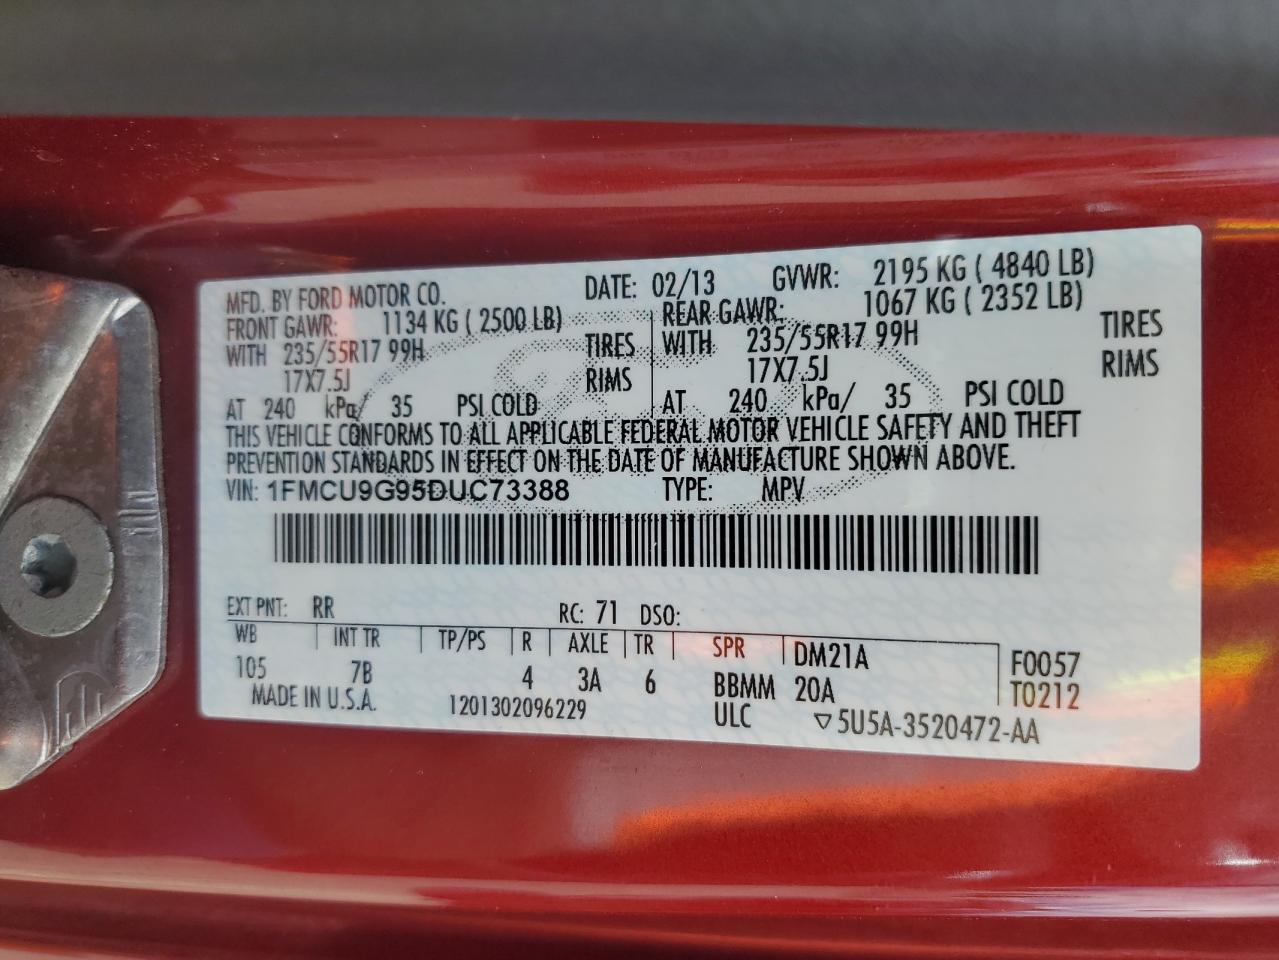 MFD. BY FORD MOTOR CO. DATE: 02/13 GVWR: 2195 KG ( 4840 LB)
FRONT GAWR: 1134 KG ( 2500 LB) REAR GAWR: 1067 KG ( 2352 LB)
WITH 235/55R17 99H TIRES WITH 235/55R17 99H TIRES
17X7.5J RIMS 17X7.5J RIMS
AT 240 kPa/ 35 PSI COLD AT 240 kPa/ 35 PSI COLD
THIS VEHICLE CONFORMS TO ALL APPLICABLE FEDERAL MOTOR VEHICLE SAFETY AND THEFT
PREVENTION STANDARDS IN EFFECT ON THE DATE OF MANUFACTURE SHOWN ABOVE.
VIN: 1FMCU9G95DUC73388 TYPE: MPV
EXT PNT: RR RC: 71 DSO:
WB INT TR TP/PS R AXLE TR SPR DM21A F0057
105 7B 4 3A 6 BBMM 20A T0212
MADE IN U.S.A. 1201302096229 ULC ▽5U5A-3520472-AA